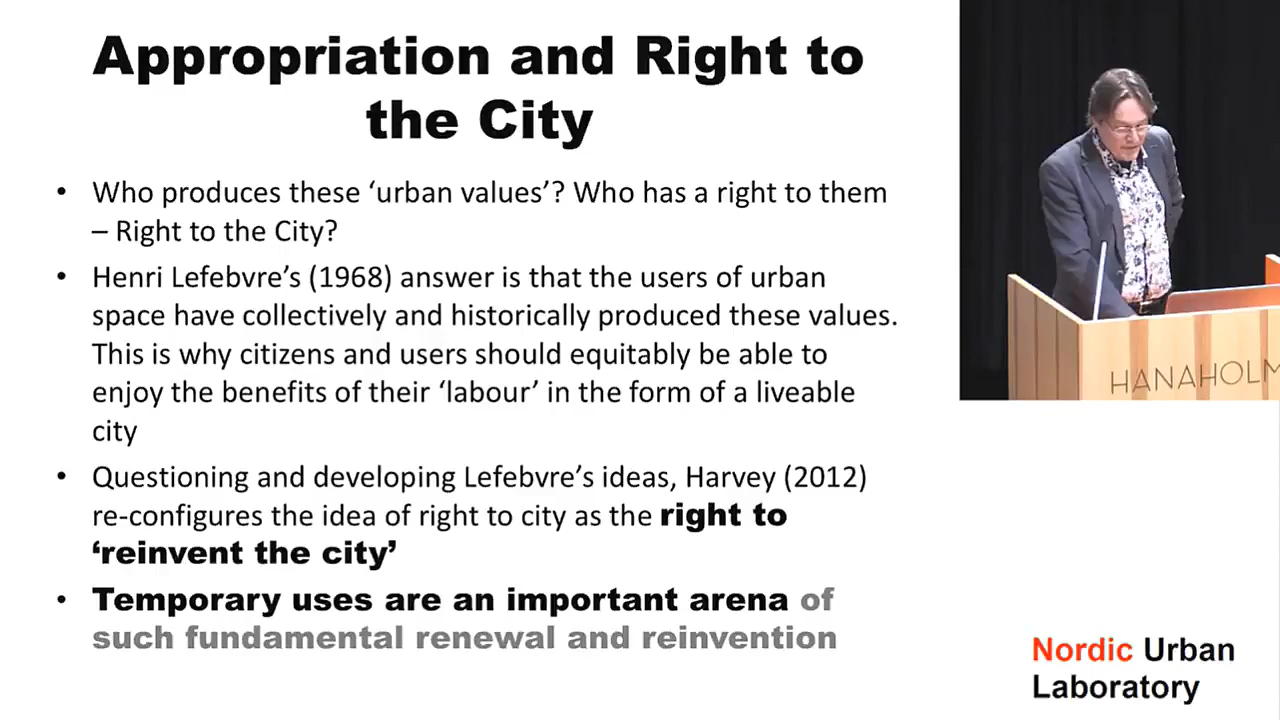 Appropriation and Right to
the City
• Who produces these ‘urban values’? Who has a right to them
– Right to the City?
• Henri Lefebvre’s (1968) answer is that the users of urban
space have collectively and historically produced these values.
This is why citizens and users should equitably be able to
enjoy the benefits of their ‘labour’ in the form of a liveable
city
• Questioning and developing Lefebvre’s ideas, Harvey (2012)
re-configures the idea of right to city as the right to
‘reinvent the city’
• Temporary uses are an important arena of
such fundamental renewal and reinvention
HANAHOLM
Nordic Urban
Laboratory